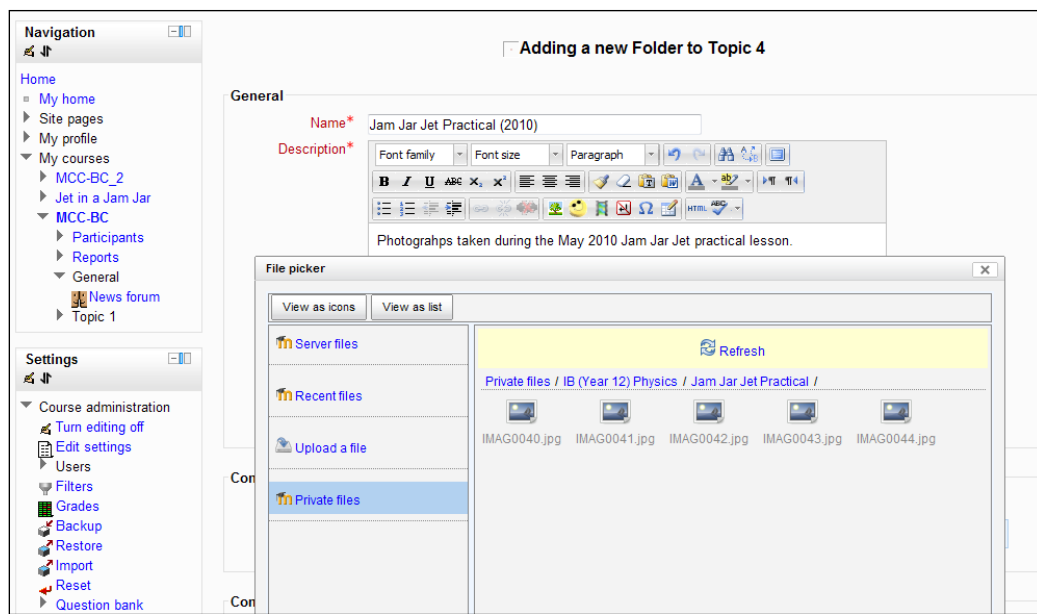 Navigation
Home
My home
Site pages
My profile
My courses
MCC-BC_2
Jet in a Jam Jar
MCC-BC
Participants
Reports
General
News forum
Topic 1
Settings
Course administration
Turn editing off
Edit settings
Users
Filters
Grades
Backup
Restore
Import
Reset
Question bank
Adding a new Folder to Topic 4
General
Name*
Jam Jar Jet Practical (2010)
Description*
Font family Font size Paragraph
B I U ABC X₂ X² A ab
Ω HTML ABC
Photograhps taken during the May 2010 Jam Jar Jet practical lesson.
File picker
View as icons View as list
Server files
Recent files
Upload a file
Private files
Refresh
Private files / IB (Year 12) Physics / Jam Jar Jet Practical /
IMAG0040.jpg IMAG0041.jpg IMAG0042.jpg IMAG0043.jpg IMAG0044.jpg
Con
Con